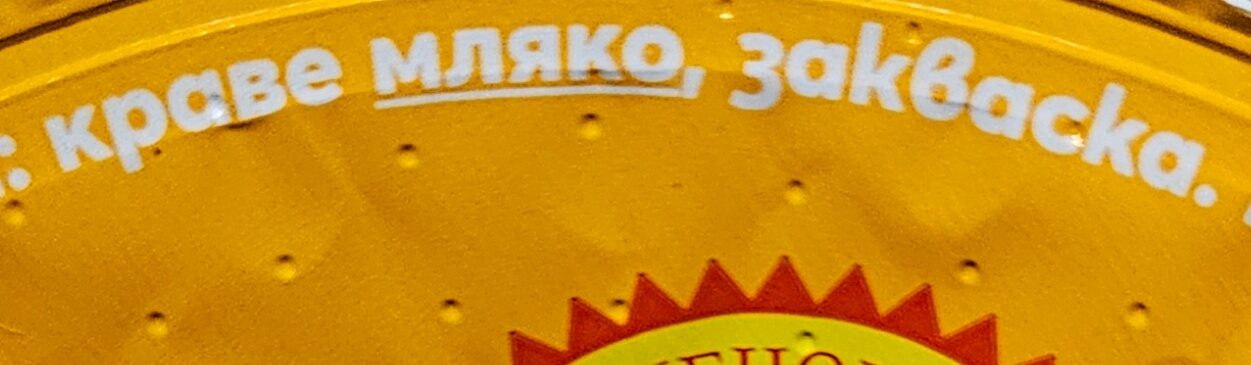 : краве мляко, закваска.